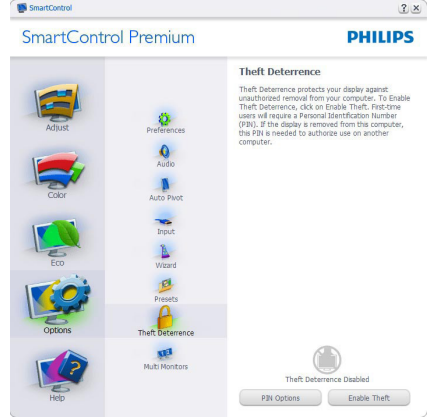 SmartControl
SmartControl Premium
PHILIPS
Adjust
Color
Eco
Options
Help
Preferences
Audio
Auto Pivot
Input
Wizard
Presets
Theft Deterrence
Multi Monitors
Theft Deterrence
Theft Deterrence protects your display against
unauthorized removal from your computer. To Enable
Theft Deterrence, click on Enable Theft. First-time
users will require a Personal Identification Number
(PIN). If the display is removed from this computer,
this PIN is needed to authorize use on another
computer.
Theft Deterrence Disabled
PIN Options
Enable Theft